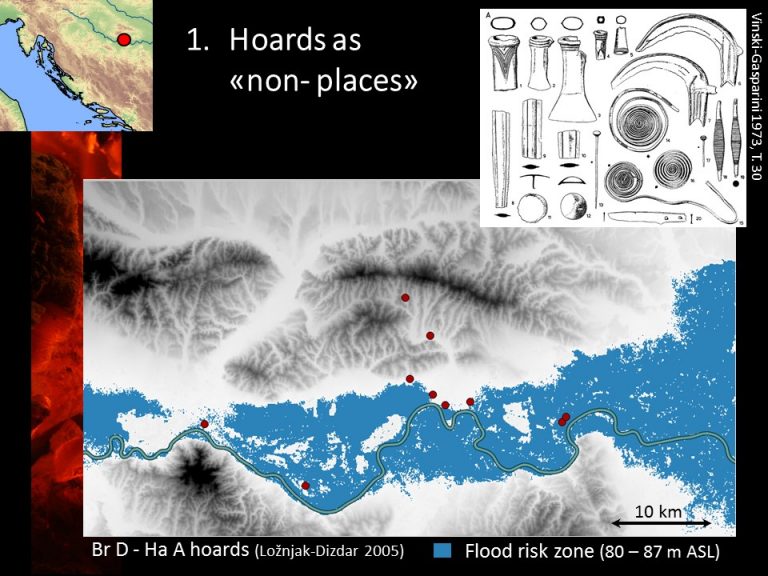 1. Hoards as
«non- places»
A
Vinski-Gasparini 1973, T. 30
10 km
Br D - Ha A hoards (Ložnjak-Dizdar 2005)
Flood risk zone (80 – 87 m ASL)